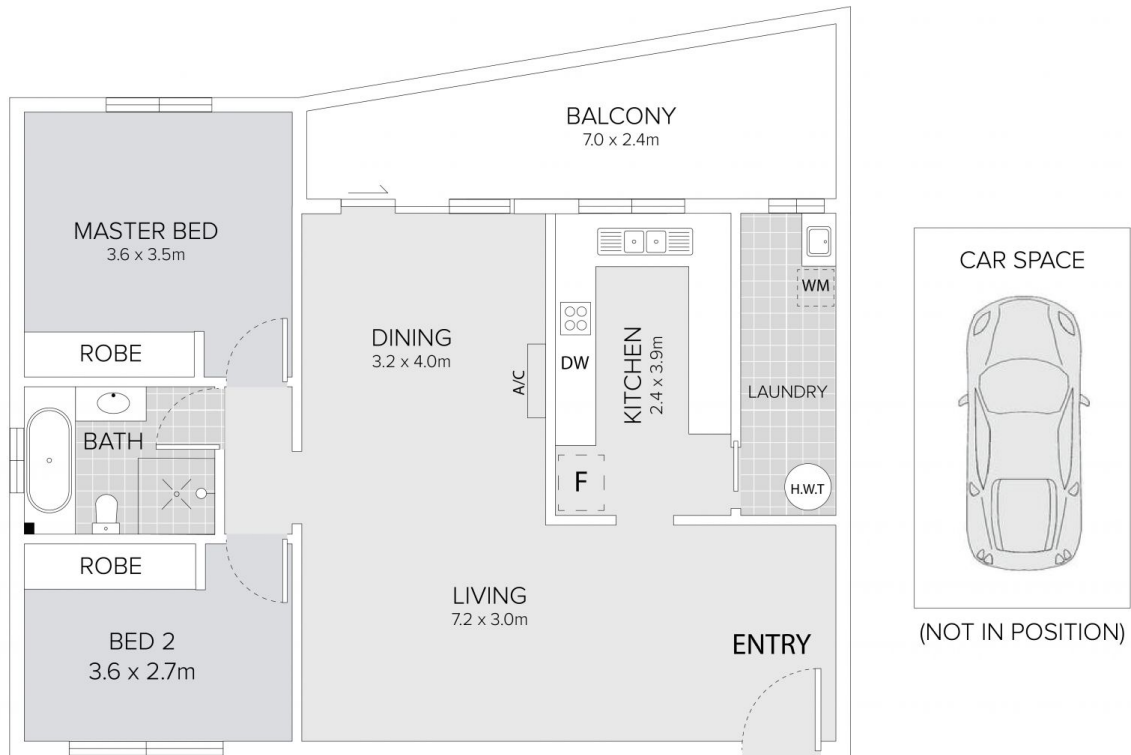 BALCONY
7.0 x 2.4m
MASTER BED
3.6 x 3.5m
ROBE
DINING
3.2 x 4.0m
A/C
DW
KITCHEN
2.4 x 3.9m
F
WM
LAUNDRY
H.W.T
BATH
ROBE
BED 2
3.6 x 2.7m
LIVING
7.2 x 3.0m
ENTRY
CAR SPACE
(NOT IN POSITION)